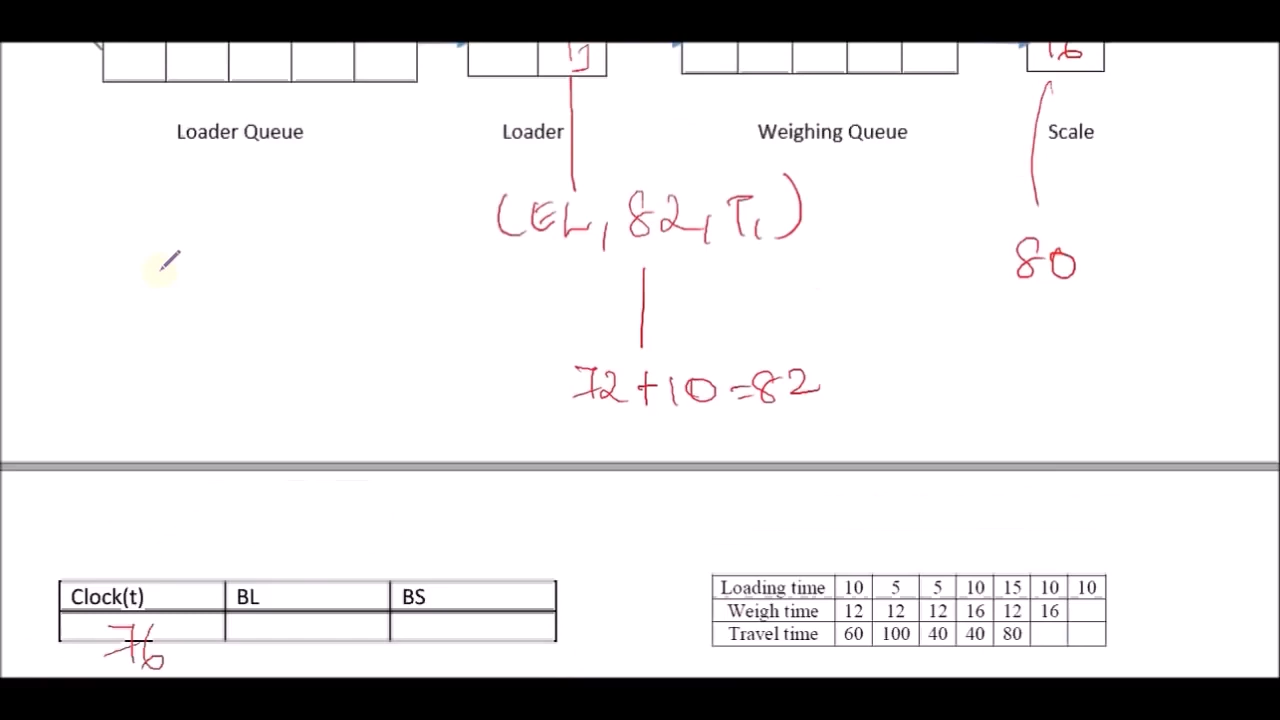 Loader Queue Loader Weighing Queue Scale
(EL, 82, T1)
80
72+10=82
Clock(t) BL BS
76
Loading time 10 5 5 10 15 10 10
Weigh time 12 12 12 16 12 16
Travel time 60 100 40 40 80